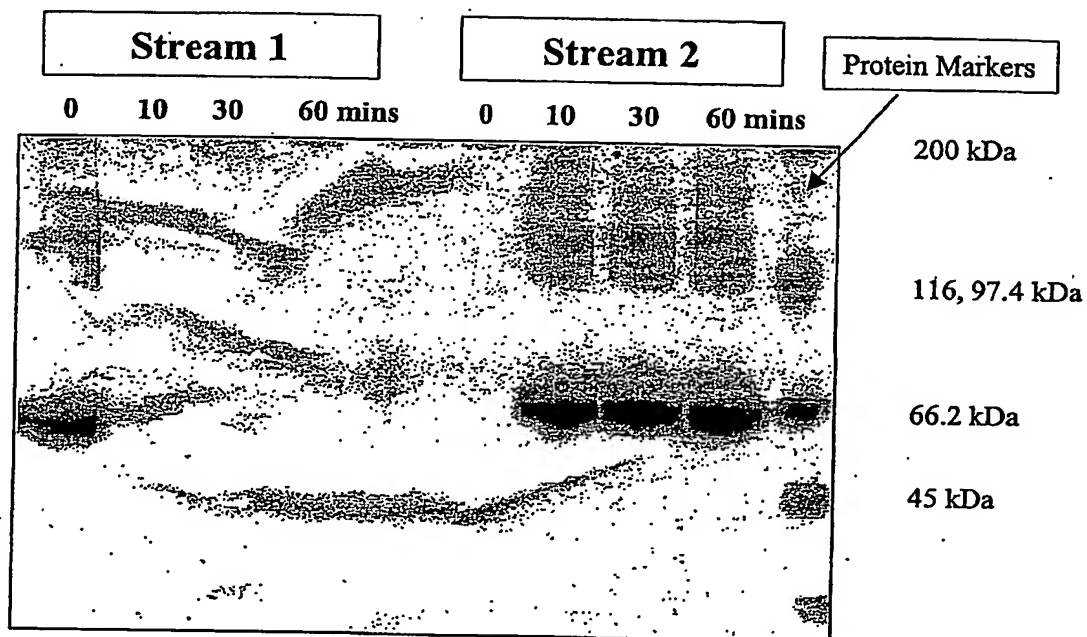 Stream 1
Stream 2
Protein Markers
0 10 30 60 mins 0 10 30 60 mins
200 kDa
116, 97.4 kDa
66.2 kDa
45 kDa